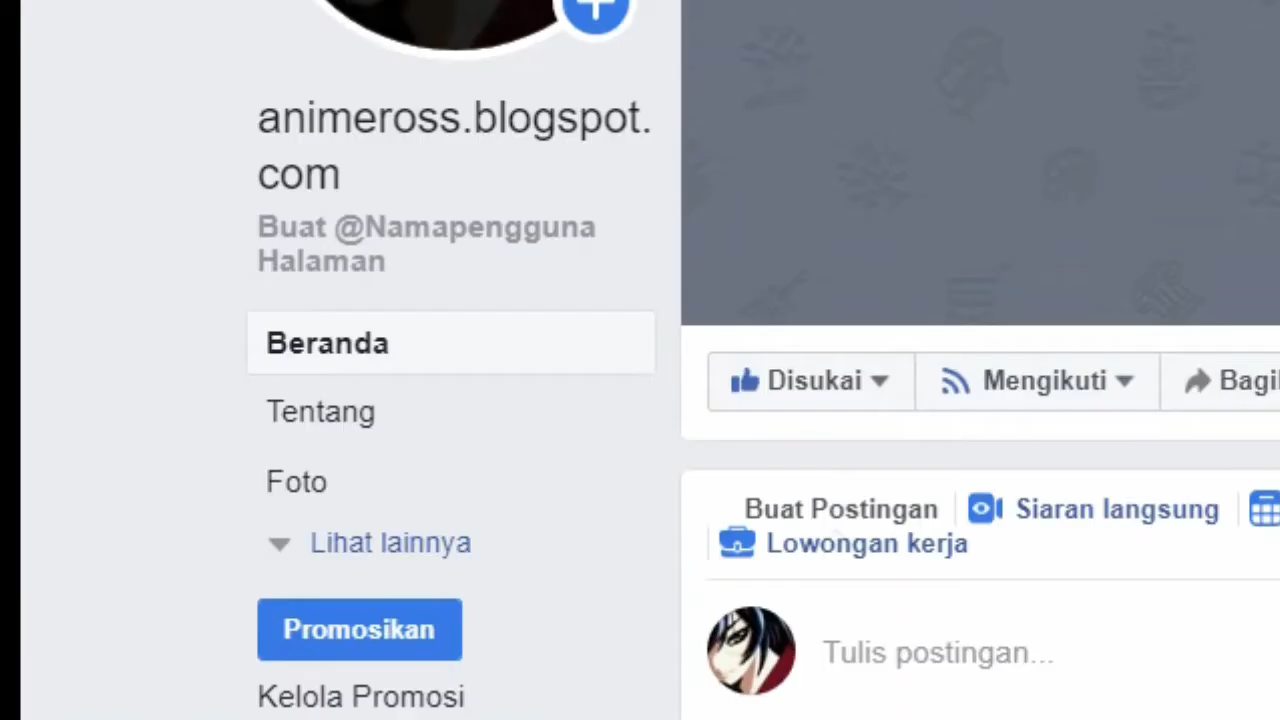 animeross.blogspot.
com
Buat @Namapengguna
Halaman
Beranda
Tentang
Foto
Lihat lainnya
Promosikan
Kelola Promosi
Disukai
Mengikuti
Buat Postingan
Siaran langsung
Lowongan kerja
Tulis postingan...